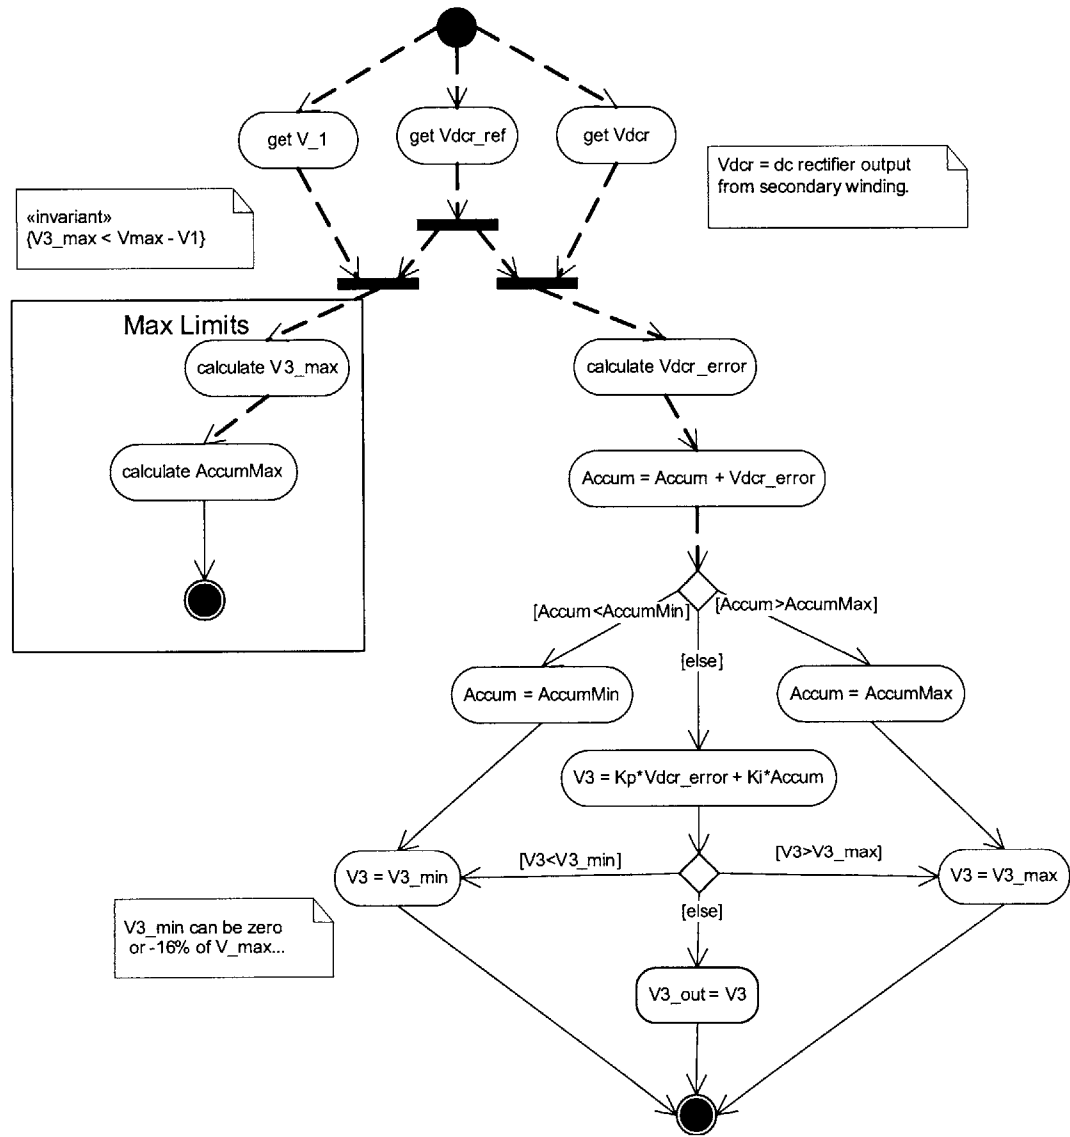 get V_1
get Vdcr_ref
get Vdcr
Vdcr = dc rectifier output
from secondary winding.
«invariant»
{V3_max < Vmax - V1}
Max Limits
calculate V3_max
calculate Vdcr_error
calculate AccumMax
Accum = Accum + Vdcr_error
[Accum<AccumMin]
[Accum>AccumMax]
[else]
Accum = AccumMin
Accum = AccumMax
V3 = Kp*Vdcr_error + Ki*Accum
[V3<V3_min]
[V3>V3_max]
V3 = V3_min
V3 = V3_max
[else]
V3_min can be zero
or -16% of V_max...
V3_out = V3